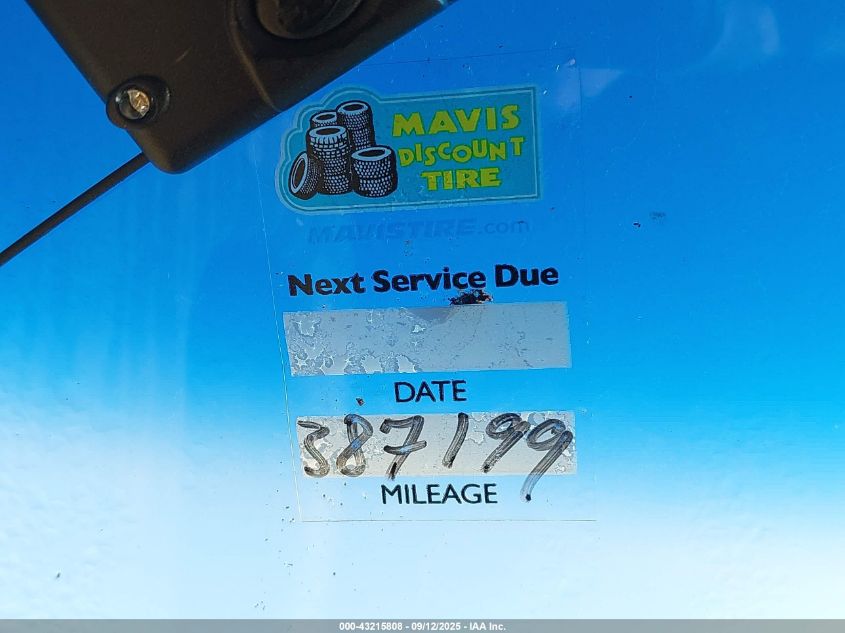 MAVIS
DISCOUNT
TIRE
MAVISTIRE.com
Next Service Due
DATE
387199
MILEAGE
000-43215808 - 09/12/2025 - IAA Inc.